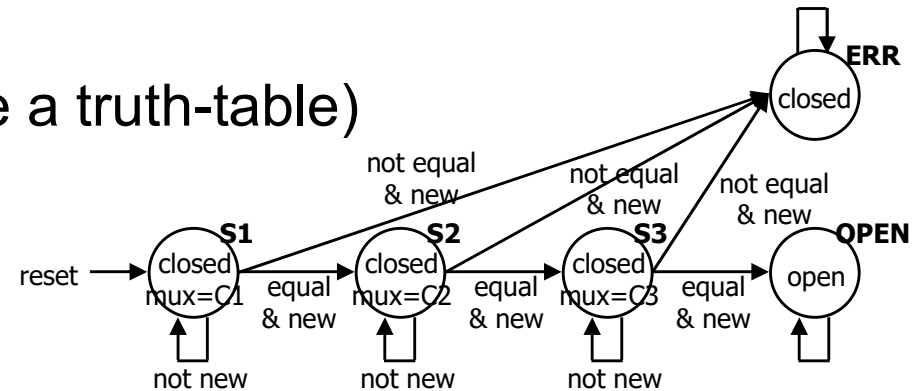 e a truth-table)
ERR
closed
not equal
& new
not equal
& new
not equal
& new
S1
S2
S3
OPEN
reset
closed
mux=C1
equal
& new
closed
mux=C2
equal
& new
closed
mux=C3
equal
& new
open
not new
not new
not new